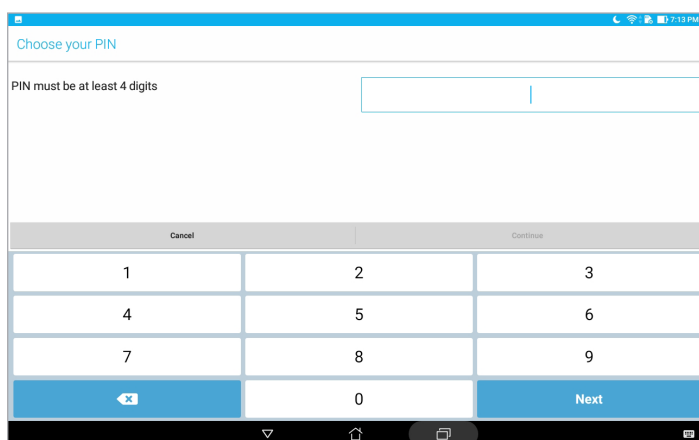 7:13 PM
Choose your PIN
PIN must be at least 4 digits
Cancel Continue
1 2 3
4 5 6
7 8 9
0 Next